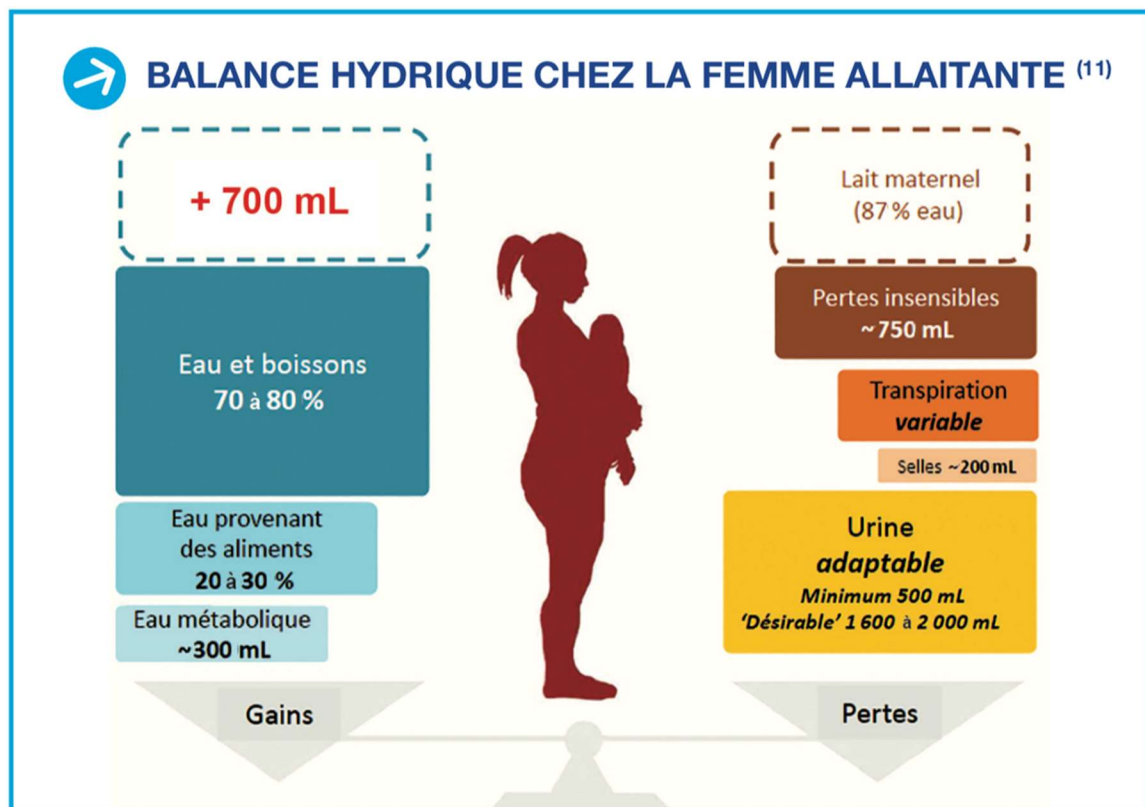 BALANCE HYDRIQUE CHEZ LA FEMME ALLAITANTE (11)
+ 700 mL
Eau et boissons
70 à 80 %
Eau provenant
des aliments
20 à 30 %
Eau métabolique
~300 mL
Gains
Lait maternel
(87 % eau)
Pertes insensibles
~750 mL
Transpiration
variable
Selles ~200 mL
Urine
adaptable
Minimum 500 mL
‘Désirable’ 1 600 à 2 000 mL
Pertes